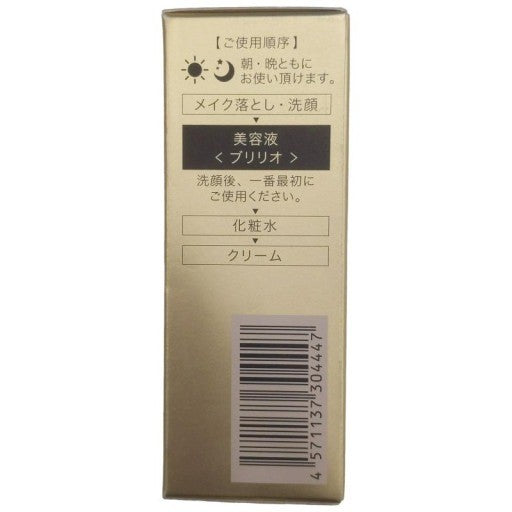 【ご使用順序】
朝・晩ともに
お使い頂けます。
メイク落とし・洗顔
美容液
＜ ブリリオ ＞
洗顔後、一番最初に
ご使用ください。
化粧水
クリーム
4 571137 304447